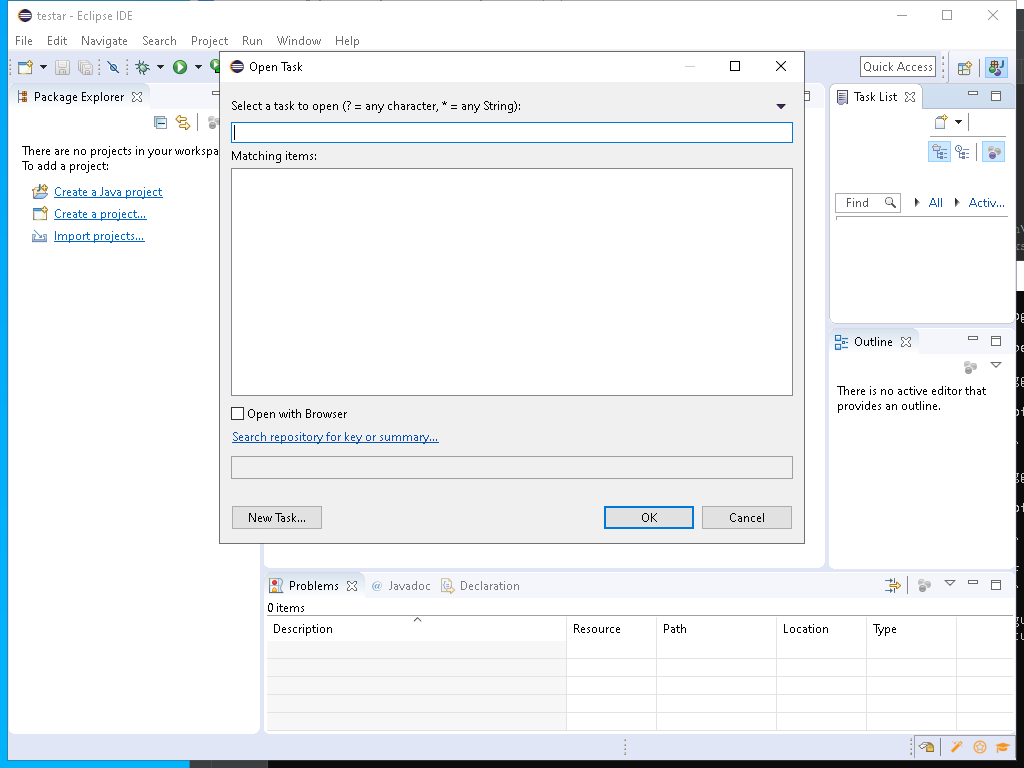 testar - Eclipse IDE
File Edit Navigate Search Project Run Window Help
Quick Access
Package Explorer
There are no projects in your workspa
To add a project:
Create a Java project
Create a project...
Import projects...
Open Task
Select a task to open (? = any character, * = any String):
Matching items:
Open with Browser
Search repository for key or summary...
New Task... OK Cancel
Task List
Find All Activ...
Outline
There is no active editor that
provides an outline.
Problems @ Javadoc Declaration
0 items
Description Resource Path Location Type